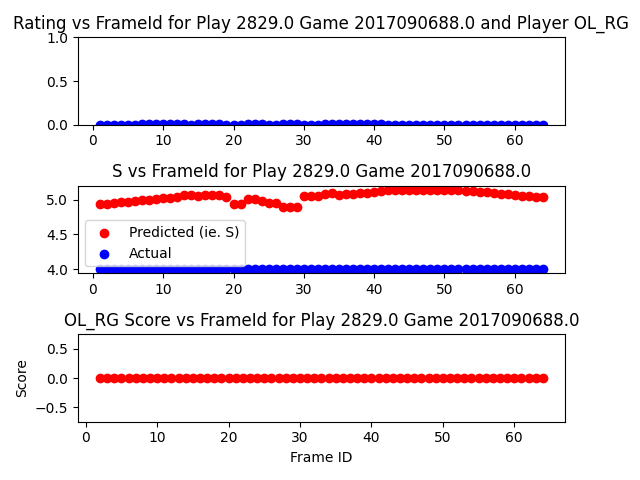 Rating vs FrameId for Play 2829.0 Game 2017090688.0 and Player OL_RG
1.0
0.5
0.0
0 10 20 30 40 50 60
S vs FrameId for Play 2829.0 Game 2017090688.0
5.0
4.5
4.0
Predicted (ie. S)
Actual
0 10 20 30 40 50 60
OL_RG Score vs FrameId for Play 2829.0 Game 2017090688.0
Score
0.5
0.0
−0.5
0 10 20 30 40 50 60
Frame ID